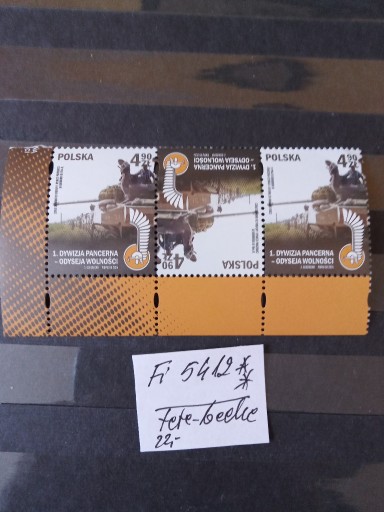 POLSKA 4,90 ZŁ
1. DYWIZJA PANCERNA
– ODYSEJA WOLNOŚCI
1. DYWIZJA PANCERNA
– ODYSEJA WOLNOŚCI
POLSKA 4,90 ZŁ
POLSKA 4,90 ZŁ
1. DYWIZJA PANCERNA
– ODYSEJA WOLNOŚCI
Fi 5412 **
Tete-beche
22,-